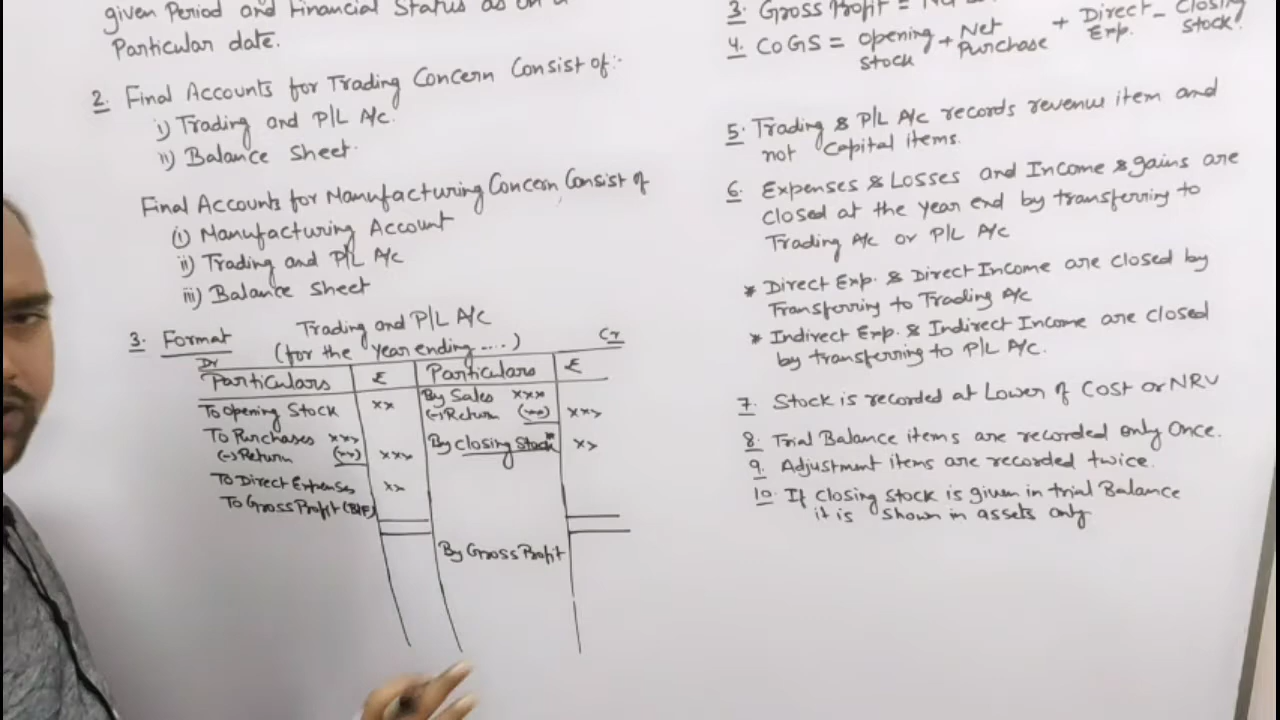 given Period and Financial Status as on a
Particular date.
2. Final Accounts for Trading Concern Consist of:-
i) Trading and P/L A/c.
ii) Balance Sheet.
Final Accounts for Manufacturing Concern Consist of
(i) Manufacturing Account
ii) Trading and P/L A/c
iii) Balance Sheet
3. Format Trading and P/L A/c
(for the year ending ....)
Dr Cr
Particulars ₹ Particulars ₹
To Opening Stock xx By Sales xxx
(-) Return (xx) xxx
To Purchases xxx By closing Stock xx
(-) Return (xx) xxx
To Direct Expenses xx
To Gross Profit (B/F)
By Gross Profit
3. Gross Profit =
4. COGS = opening stock + Net Purchase + Direct Exp. - Closing stock.
5. Trading & P/L A/c records revenue item and
not Capital items.
6. Expenses & Losses and Income & gains are
closed at the year end by transferring to
Trading A/c or P/L A/c
* Direct Exp. & Direct Income are closed by
Transferring to Trading A/c
* Indirect Exp. & Indirect Income are closed
by transferring to P/L A/c.
7. Stock is recorded at Lower of Cost or NRV
8. Trial Balance items are recorded only Once.
9. Adjustment items are recorded twice.
10. If closing stock is given in trial Balance
it is shown in assets only